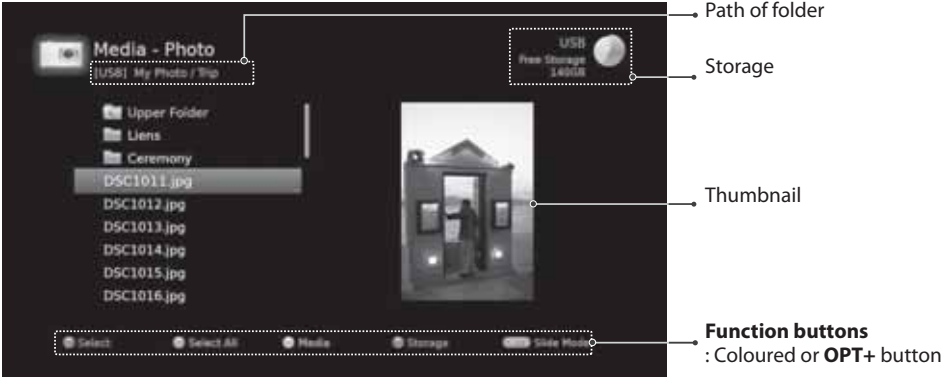 Path of folder
Media - Photo
USB
[USB] My Photo / Trip
Free Storage
140GB
Storage
Upper Folder
Liens
Ceremony
DSC1011.jpg
DSC1012.jpg
DSC1013.jpg
DSC1014.jpg
DSC1015.jpg
DSC1016.jpg
Thumbnail
Select
Select All
Media
Storage
Slide Mode
Function buttons
: Coloured or OPT+ button